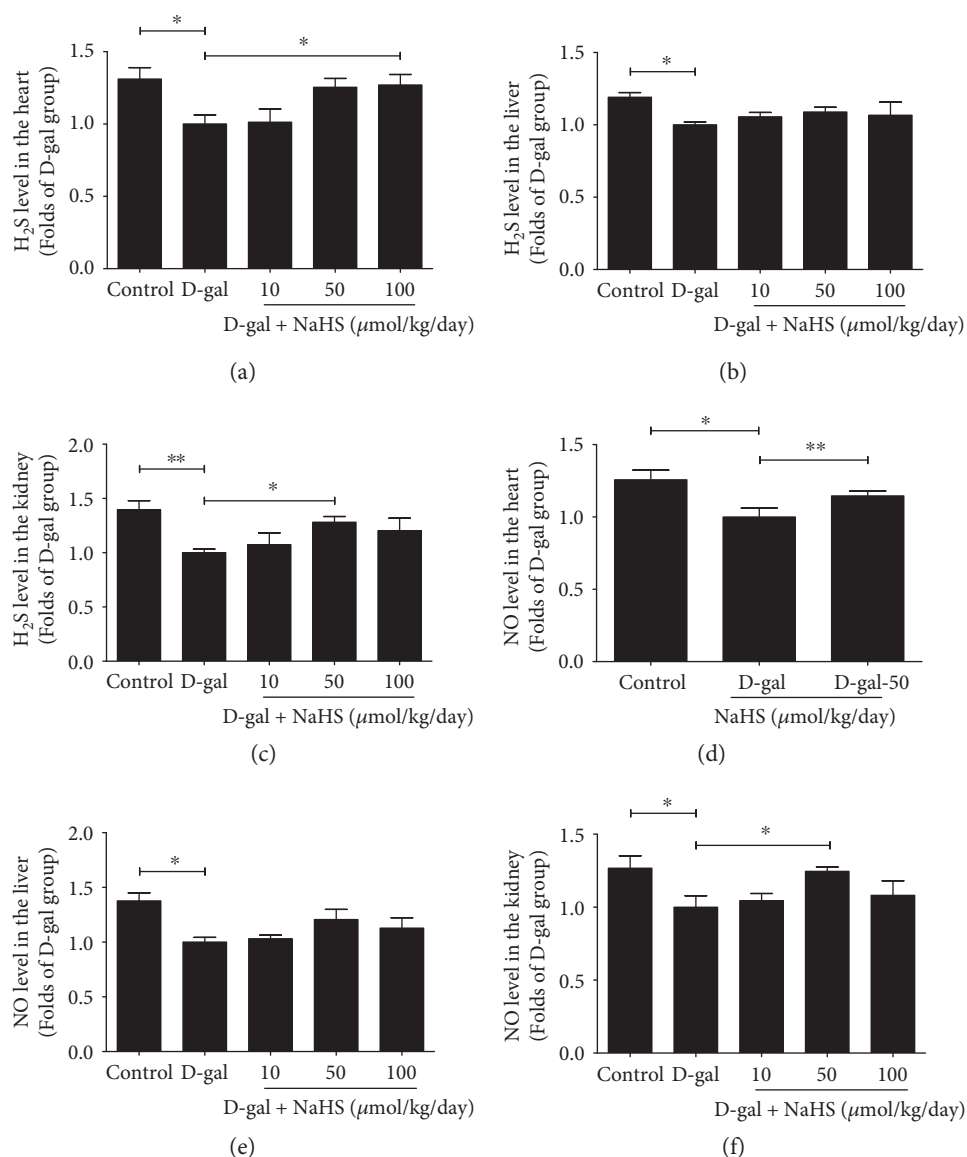 *
*
1.5
1.0
0.5
0.0
H₂S level in the heart
(Folds of D-gal group)
Control D-gal 10 50 100
D-gal + NaHS (μmol/kg/day)
(a)
*
1.5
1.0
0.5
0.0
H₂S level in the liver
(Folds of D-gal group)
Control D-gal 10 50 100
D-gal + NaHS (μmol/kg/day)
(b)
**
*
2.0
1.5
1.0
0.5
0.0
H₂S level in the kidney
(Folds of D-gal group)
Control D-gal 10 50 100
D-gal + NaHS (μmol/kg/day)
(c)
*
**
1.5
1.0
0.5
0.0
NO level in the heart
(Folds of D-gal group)
Control D-gal D-gal-50
NaHS (μmol/kg/day)
(d)
*
2.0
1.5
1.0
0.5
0.0
NO level in the liver
(Folds of D-gal group)
Control D-gal 10 50 100
D-gal + NaHS (μmol/kg/day)
(e)
*
*
1.5
1.0
0.5
0.0
NO level in the kidney
(Folds of D-gal group)
Control D-gal 10 50 100
D-gal + NaHS (μmol/kg/day)
(f)